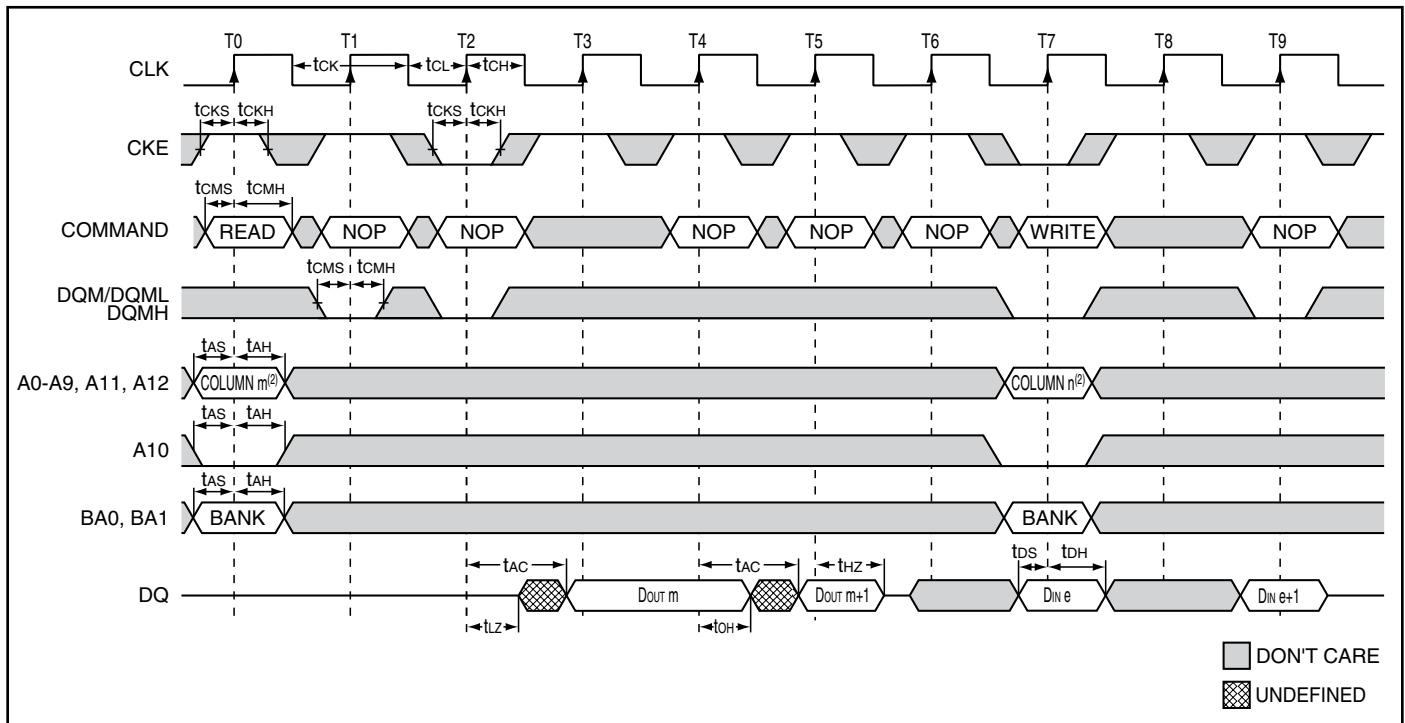 T0 T1 T2 T3 T4 T5 T6 T7 T8 T9
CLK
tCK tCL tCH
tCKS tCKH tCKS tCKH
CKE
tCMS tCMH
COMMAND READ NOP NOP NOP NOP NOP WRITE NOP
tCMS tCMH
DQM/DQML
DQMH
tAS tAH
A0-A9, A11, A12 COLUMN m(2) COLUMN n(2)
tAS tAH
A10
tAS tAH
BA0, BA1 BANK BANK
tAC tAC tHZ tDS tDH
DQ DOUT m DOUT m+1 DIN e DIN e+1
tLZ tOH
DON'T CARE
UNDEFINED